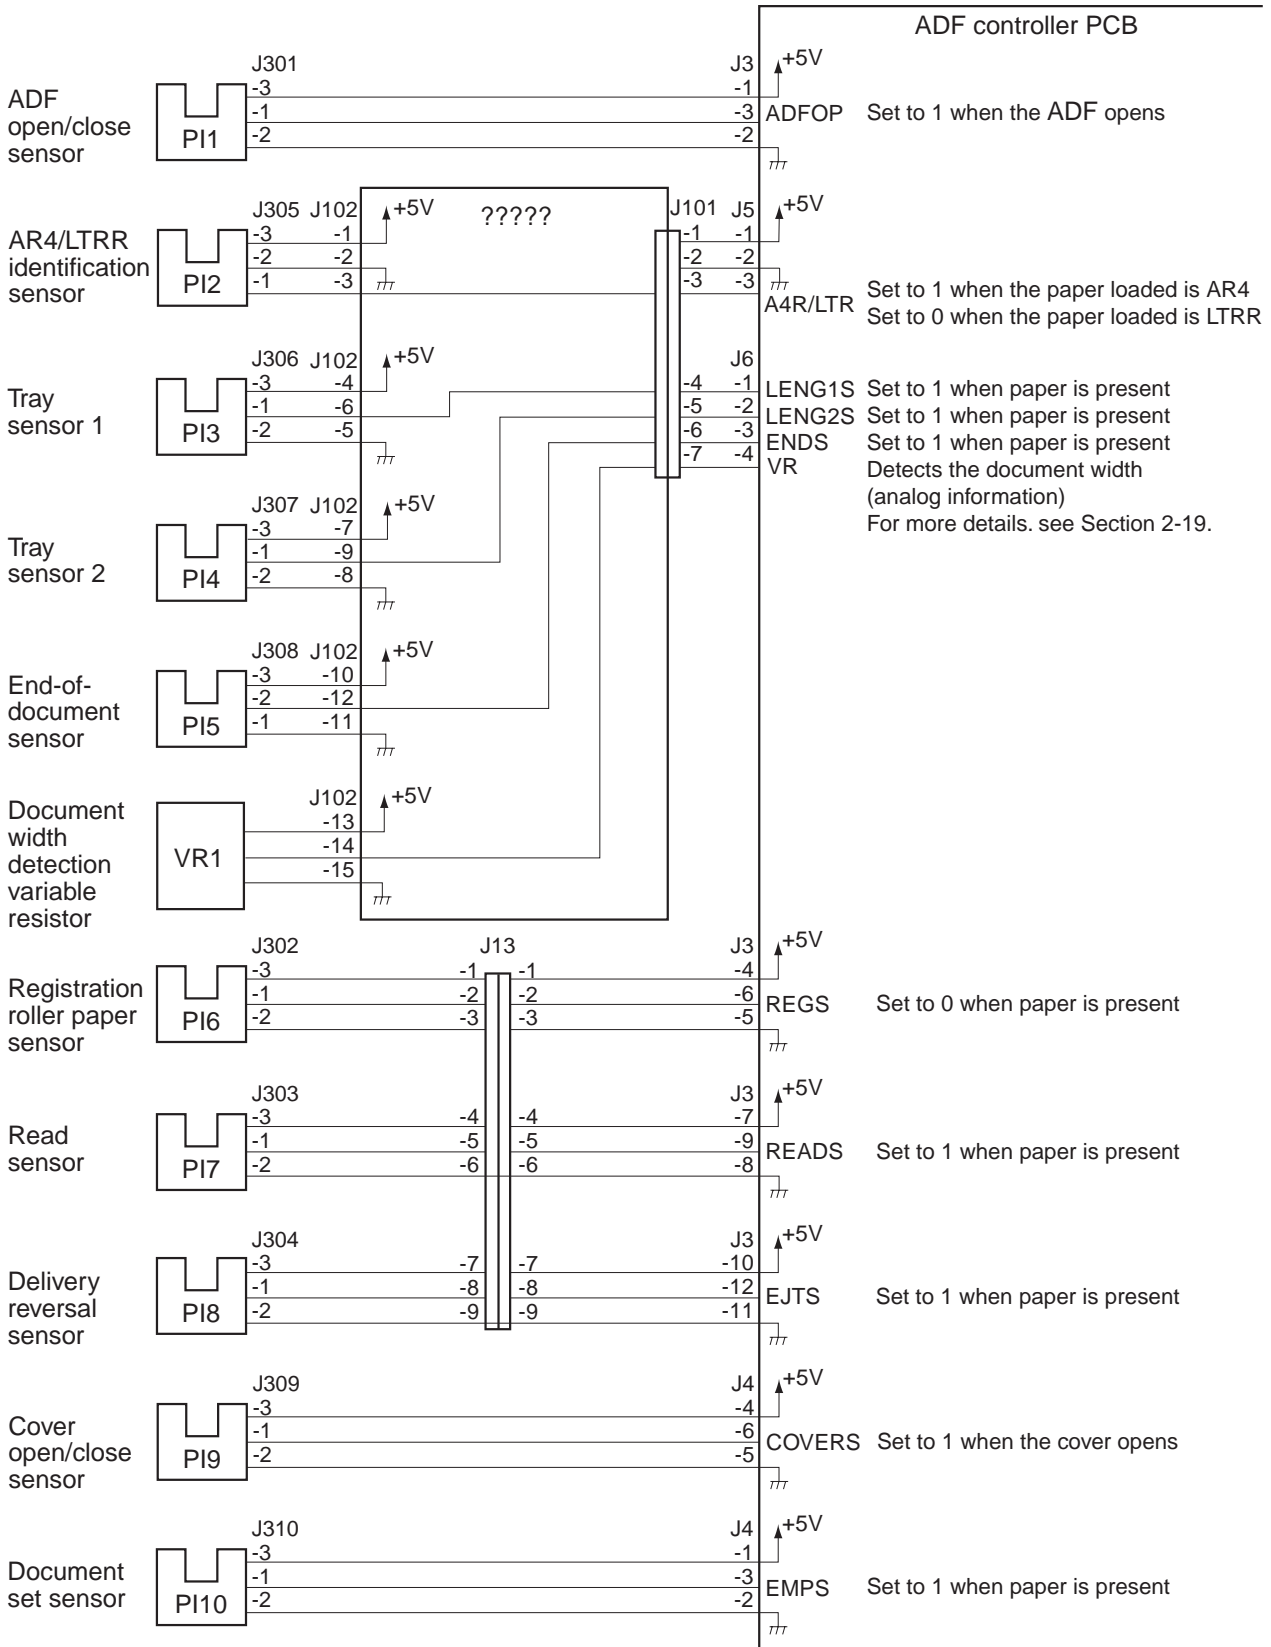 ADF controller PCB
J301 J3 +5V
-3 -1
ADF open/close sensor
PI1
-1 -3 ADFOP Set to 1 when the ADF opens
-2 -2
J305 J102 +5V ????? J101 J5 +5V
AR4/LTRR identification sensor
PI2
-3 -1 -1 -1
-2 -2 -2 -2
-1 -3 -3 -3
A4R/LTR Set to 1 when the paper loaded is AR4
Set to 0 when the paper loaded is LTRR
J306 J102 +5V J6
Tray sensor 1
PI3
-3 -4 -4 -1 LENG1S Set to 1 when paper is present
-1 -6 -5 -2 LENG2S Set to 1 when paper is present
-2 -5 -6 -3 ENDS Set to 1 when paper is present
-7 -4 VR Detects the document width
(analog information)
For more details. see Section 2-19.
J307 J102 +5V
Tray sensor 2
PI4
-3 -7
-1 -9
-2 -8
J308 J102 +5V
End-of-document sensor
PI5
-3 -10
-2 -12
-1 -11
J102 +5V
Document width detection variable resistor
VR1
-13
-14
-15
J302 J13 J3 +5V
Registration roller paper sensor
PI6
-3 -1 -1 -4
-1 -2 -2 -6 REGS Set to 0 when paper is present
-2 -3 -3 -5
J303 J3 +5V
Read sensor
PI7
-3 -4 -4 -7
-1 -5 -5 -9 READS Set to 1 when paper is present
-2 -6 -6 -8
J304 J3 +5V
Delivery reversal sensor
PI8
-3 -7 -7 -10
-1 -8 -8 -12 EJTS Set to 1 when paper is present
-2 -9 -9 -11
J309 J4 +5V
Cover open/close sensor
PI9
-3 -4
-1 -6 COVERS Set to 1 when the cover opens
-2 -5
J310 J4 +5V
Document set sensor
PI10
-3 -1
-1 -3 EMPS Set to 1 when paper is present
-2 -2